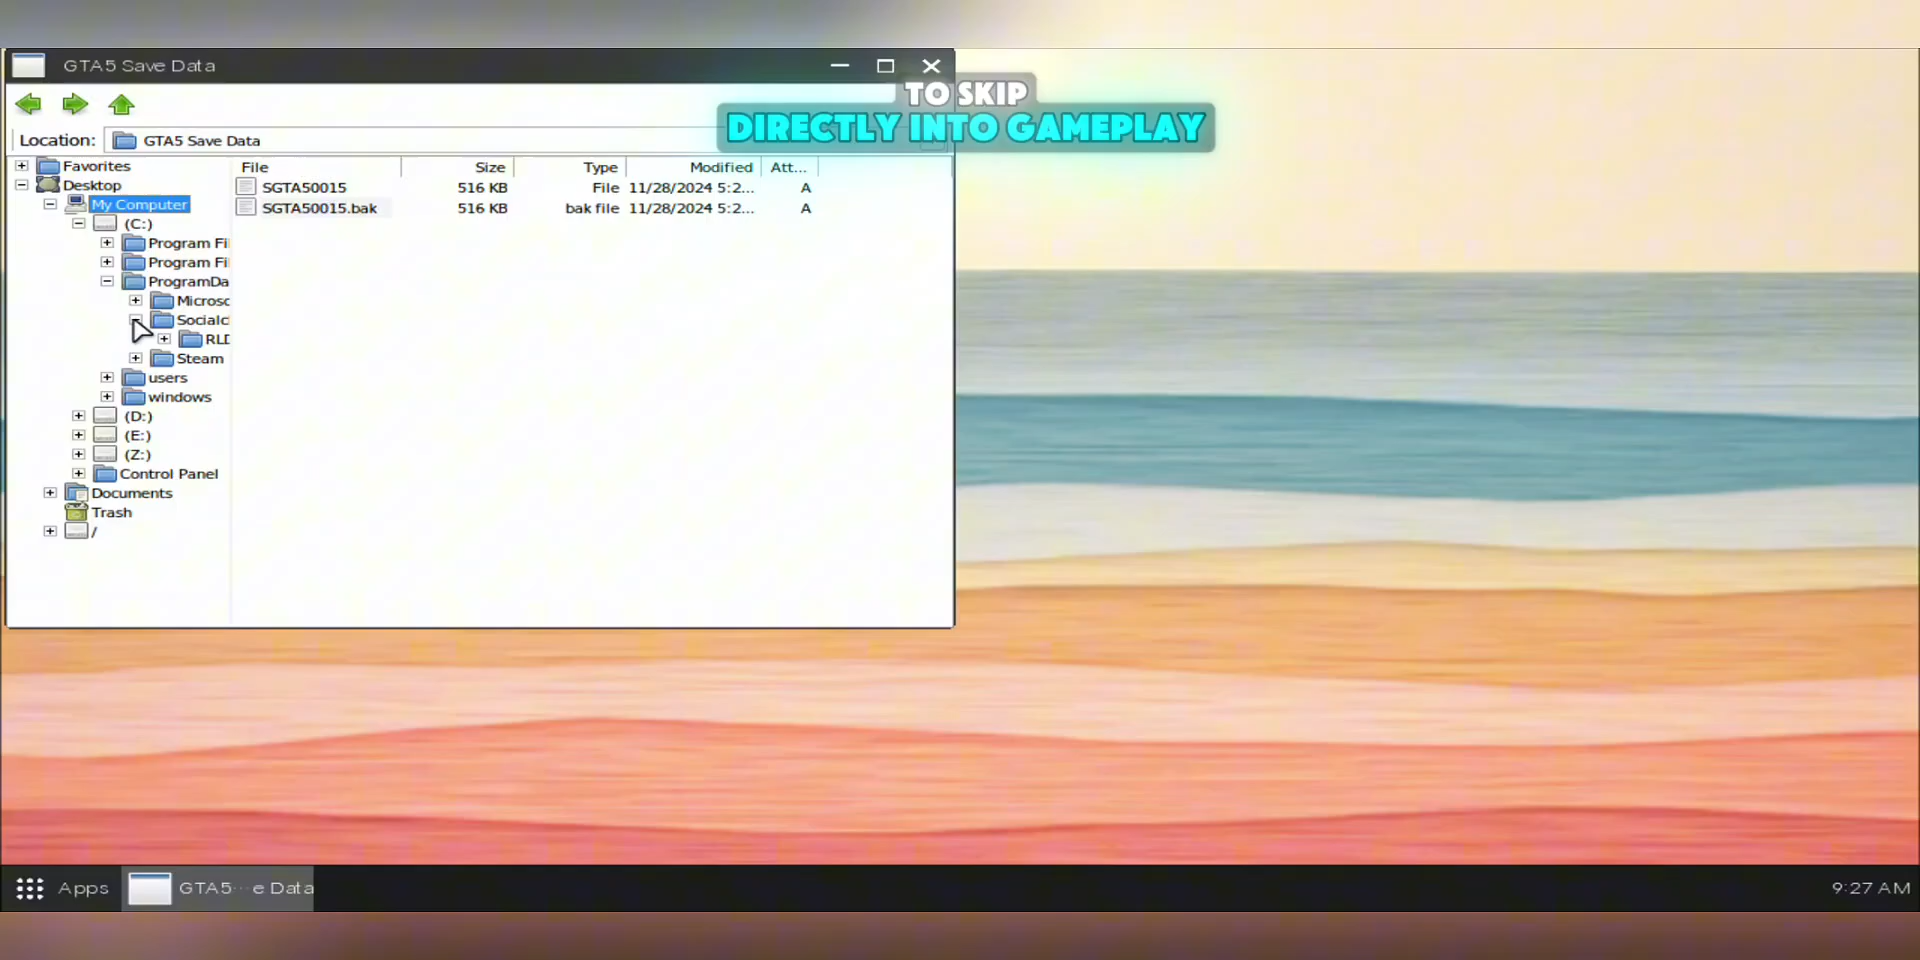 GTA5 Save Data
TO SKIP
DIRECTLY INTO GAMEPLAY
Location: GTA5 Save Data
File Size Type Modified Att...
SGTA50015 516 KB File 11/28/2024 5:2... A
SGTA50015.bak 516 KB bak file 11/28/2024 5:2... A
Favorites
Desktop
My Computer
(C:)
Program Fi
Program Fi
ProgramDa
Microso
Socialc
RLD
Steam
users
windows
(D:)
(E:)
(Z:)
Control Panel
Documents
Trash
/
Apps GTA5...e Data 9:27 AM